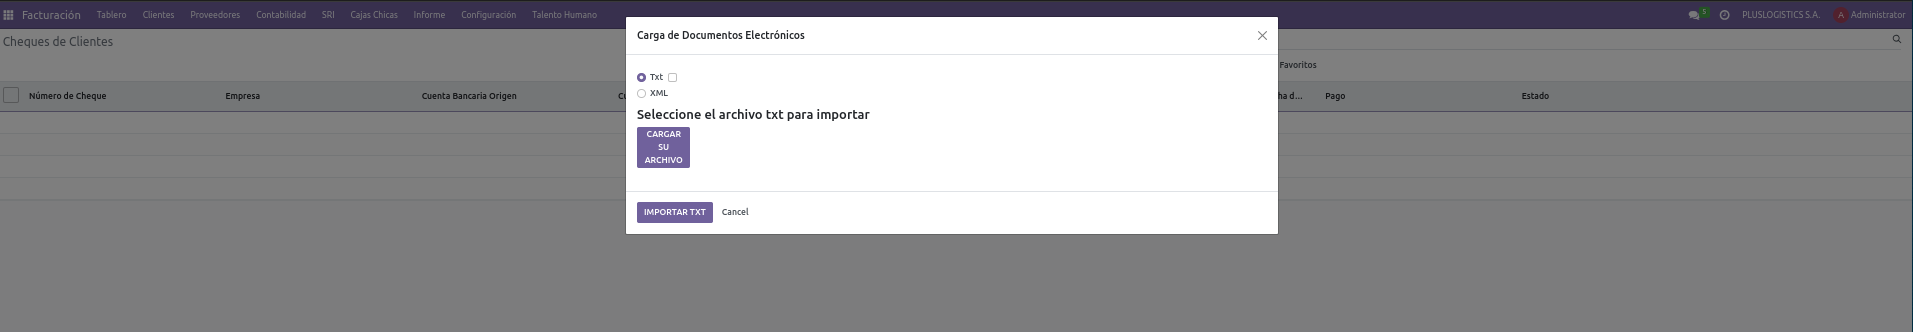 Facturación Tablero Clientes Proveedores Contabilidad SRI Cajas Chicas Informe Configuración Talento Humano 5 PLUSLOGISTICS S.A. A Administrator
Cheques de Clientes
Carga de Documentos Electrónicos
Favoritos
Txt
XML
Número de Cheque Empresa Cuenta Bancaria Origen Cu ha d... Pago Estado
Seleccione el archivo txt para importar
CARGAR
SU
ARCHIVO
IMPORTAR TXT Cancel